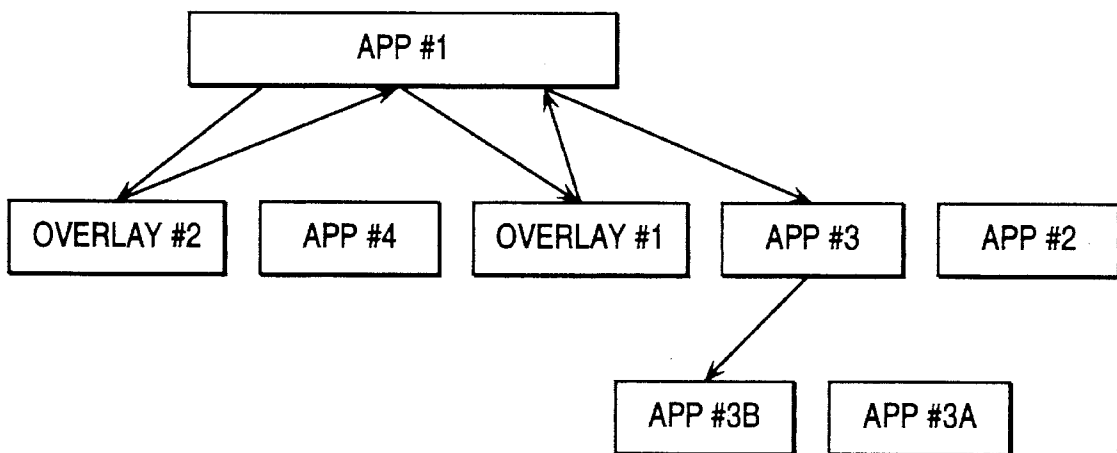 APP #1
OVERLAY #2
APP #4
OVERLAY #1
APP #3
APP #2
APP #3B
APP #3A